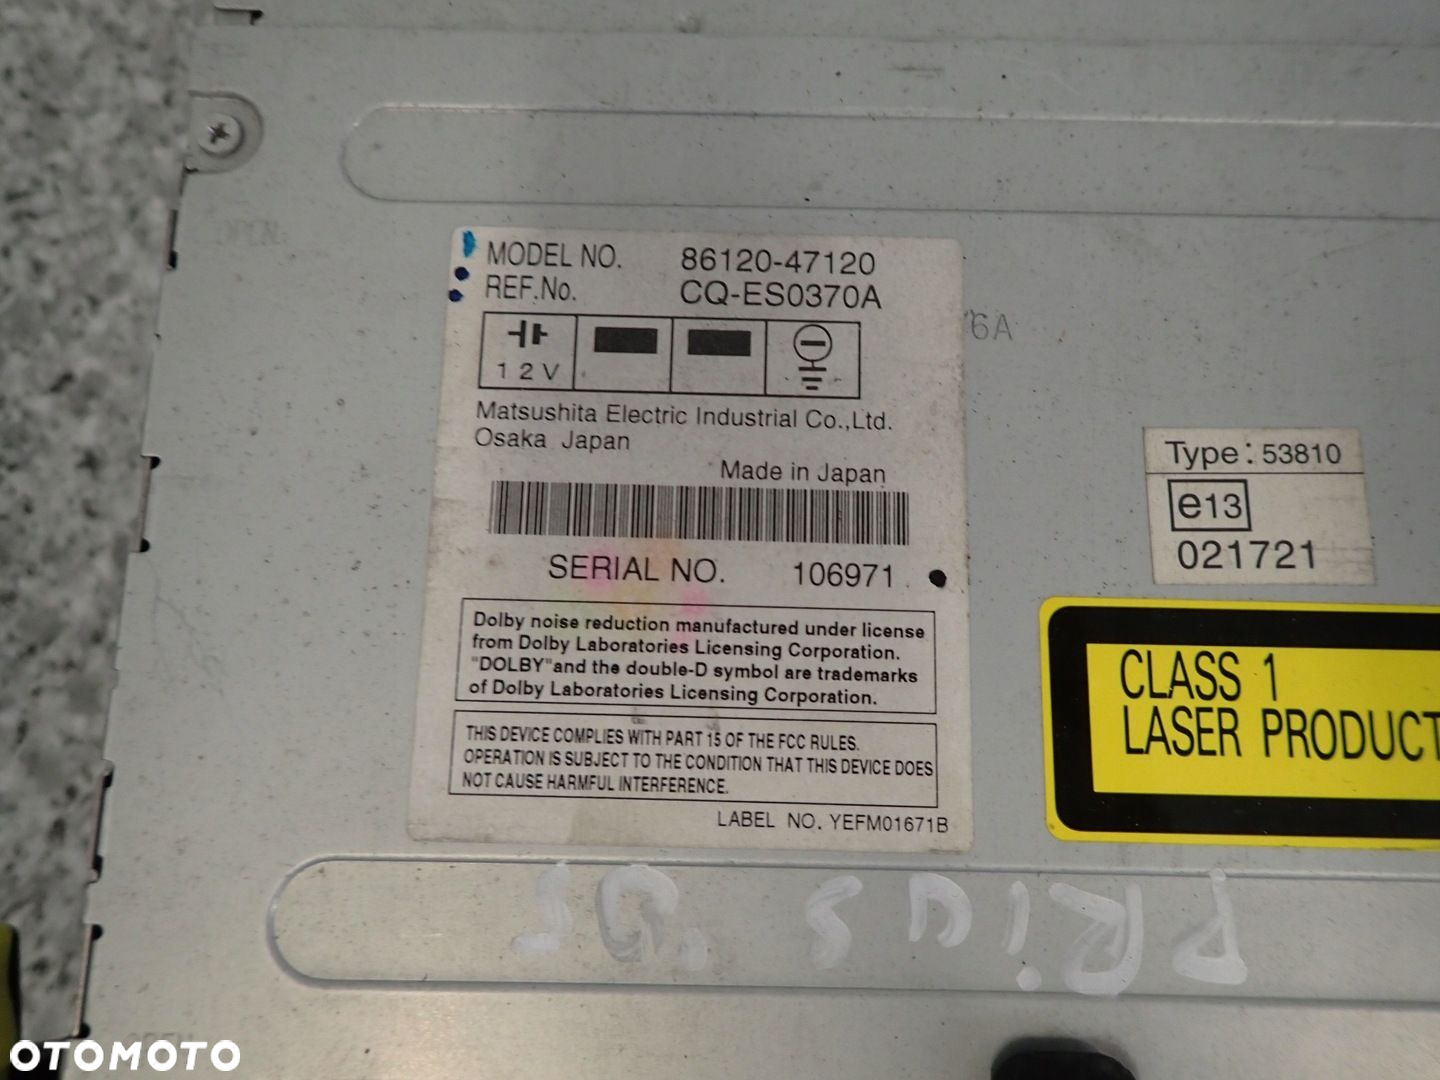 OPEN
MODEL NO. 86120-47120
REF.No. CQ-ES0370A
6A
12V
Matsushita Electric Industrial Co.,Ltd.
Osaka Japan
Made in Japan
SERIAL NO. 106971
Dolby noise reduction manufactured under license
from Dolby Laboratories Licensing Corporation.
"DOLBY"and the double-D symbol are trademarks
of Dolby Laboratories Licensing Corporation.
THIS DEVICE COMPLIES WITH PART 15 OF THE FCC RULES.
OPERATION IS SUBJECT TO THE CONDITION THAT THIS DEVICE DOES
NOT CAUSE HARMFUL INTERFERENCE.
LABEL NO. YEFM01671B
Type: 53810
e13
021721
CLASS 1
LASER PRODUCT
PRiUS '05
OPEN
OTOMOTO